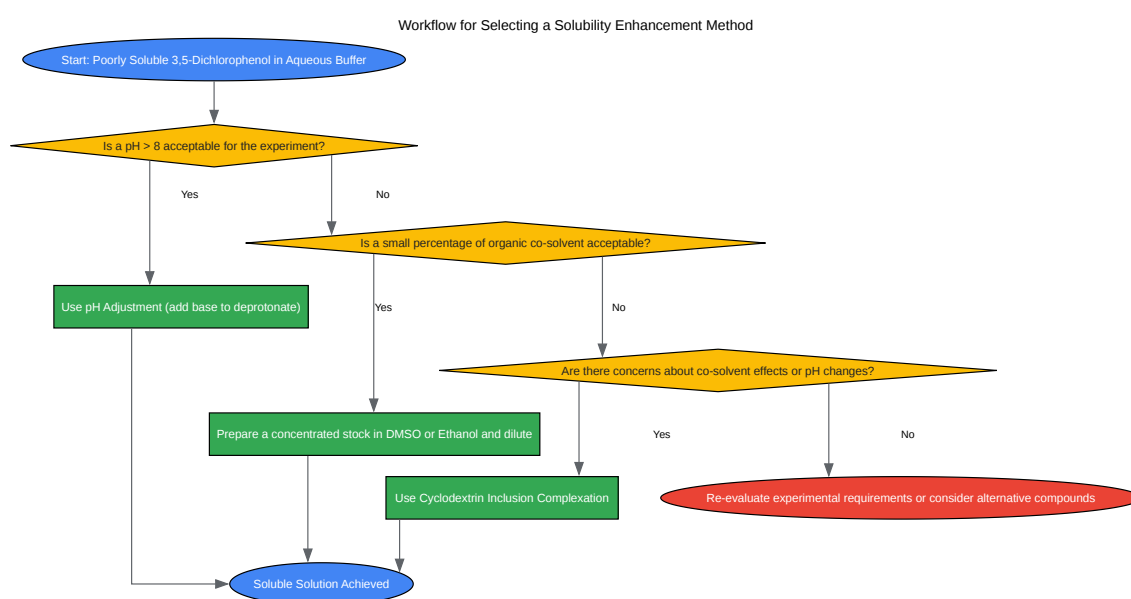 Workflow for Selecting a Solubility Enhancement Method
Start: Poorly Soluble 3,5-Dichlorophenol in Aqueous Buffer
Is a pH > 8 acceptable for the experiment?
Yes
No
Is a small percentage of organic co-solvent acceptable?
Use pH Adjustment (add base to deprotonate)
Yes
No
Are there concerns about co-solvent effects or pH changes?
Prepare a concentrated stock in DMSO or Ethanol and dilute
Yes
No
Use Cyclodextrin Inclusion Complexation
Re-evaluate experimental requirements or consider alternative compounds
Soluble Solution Achieved